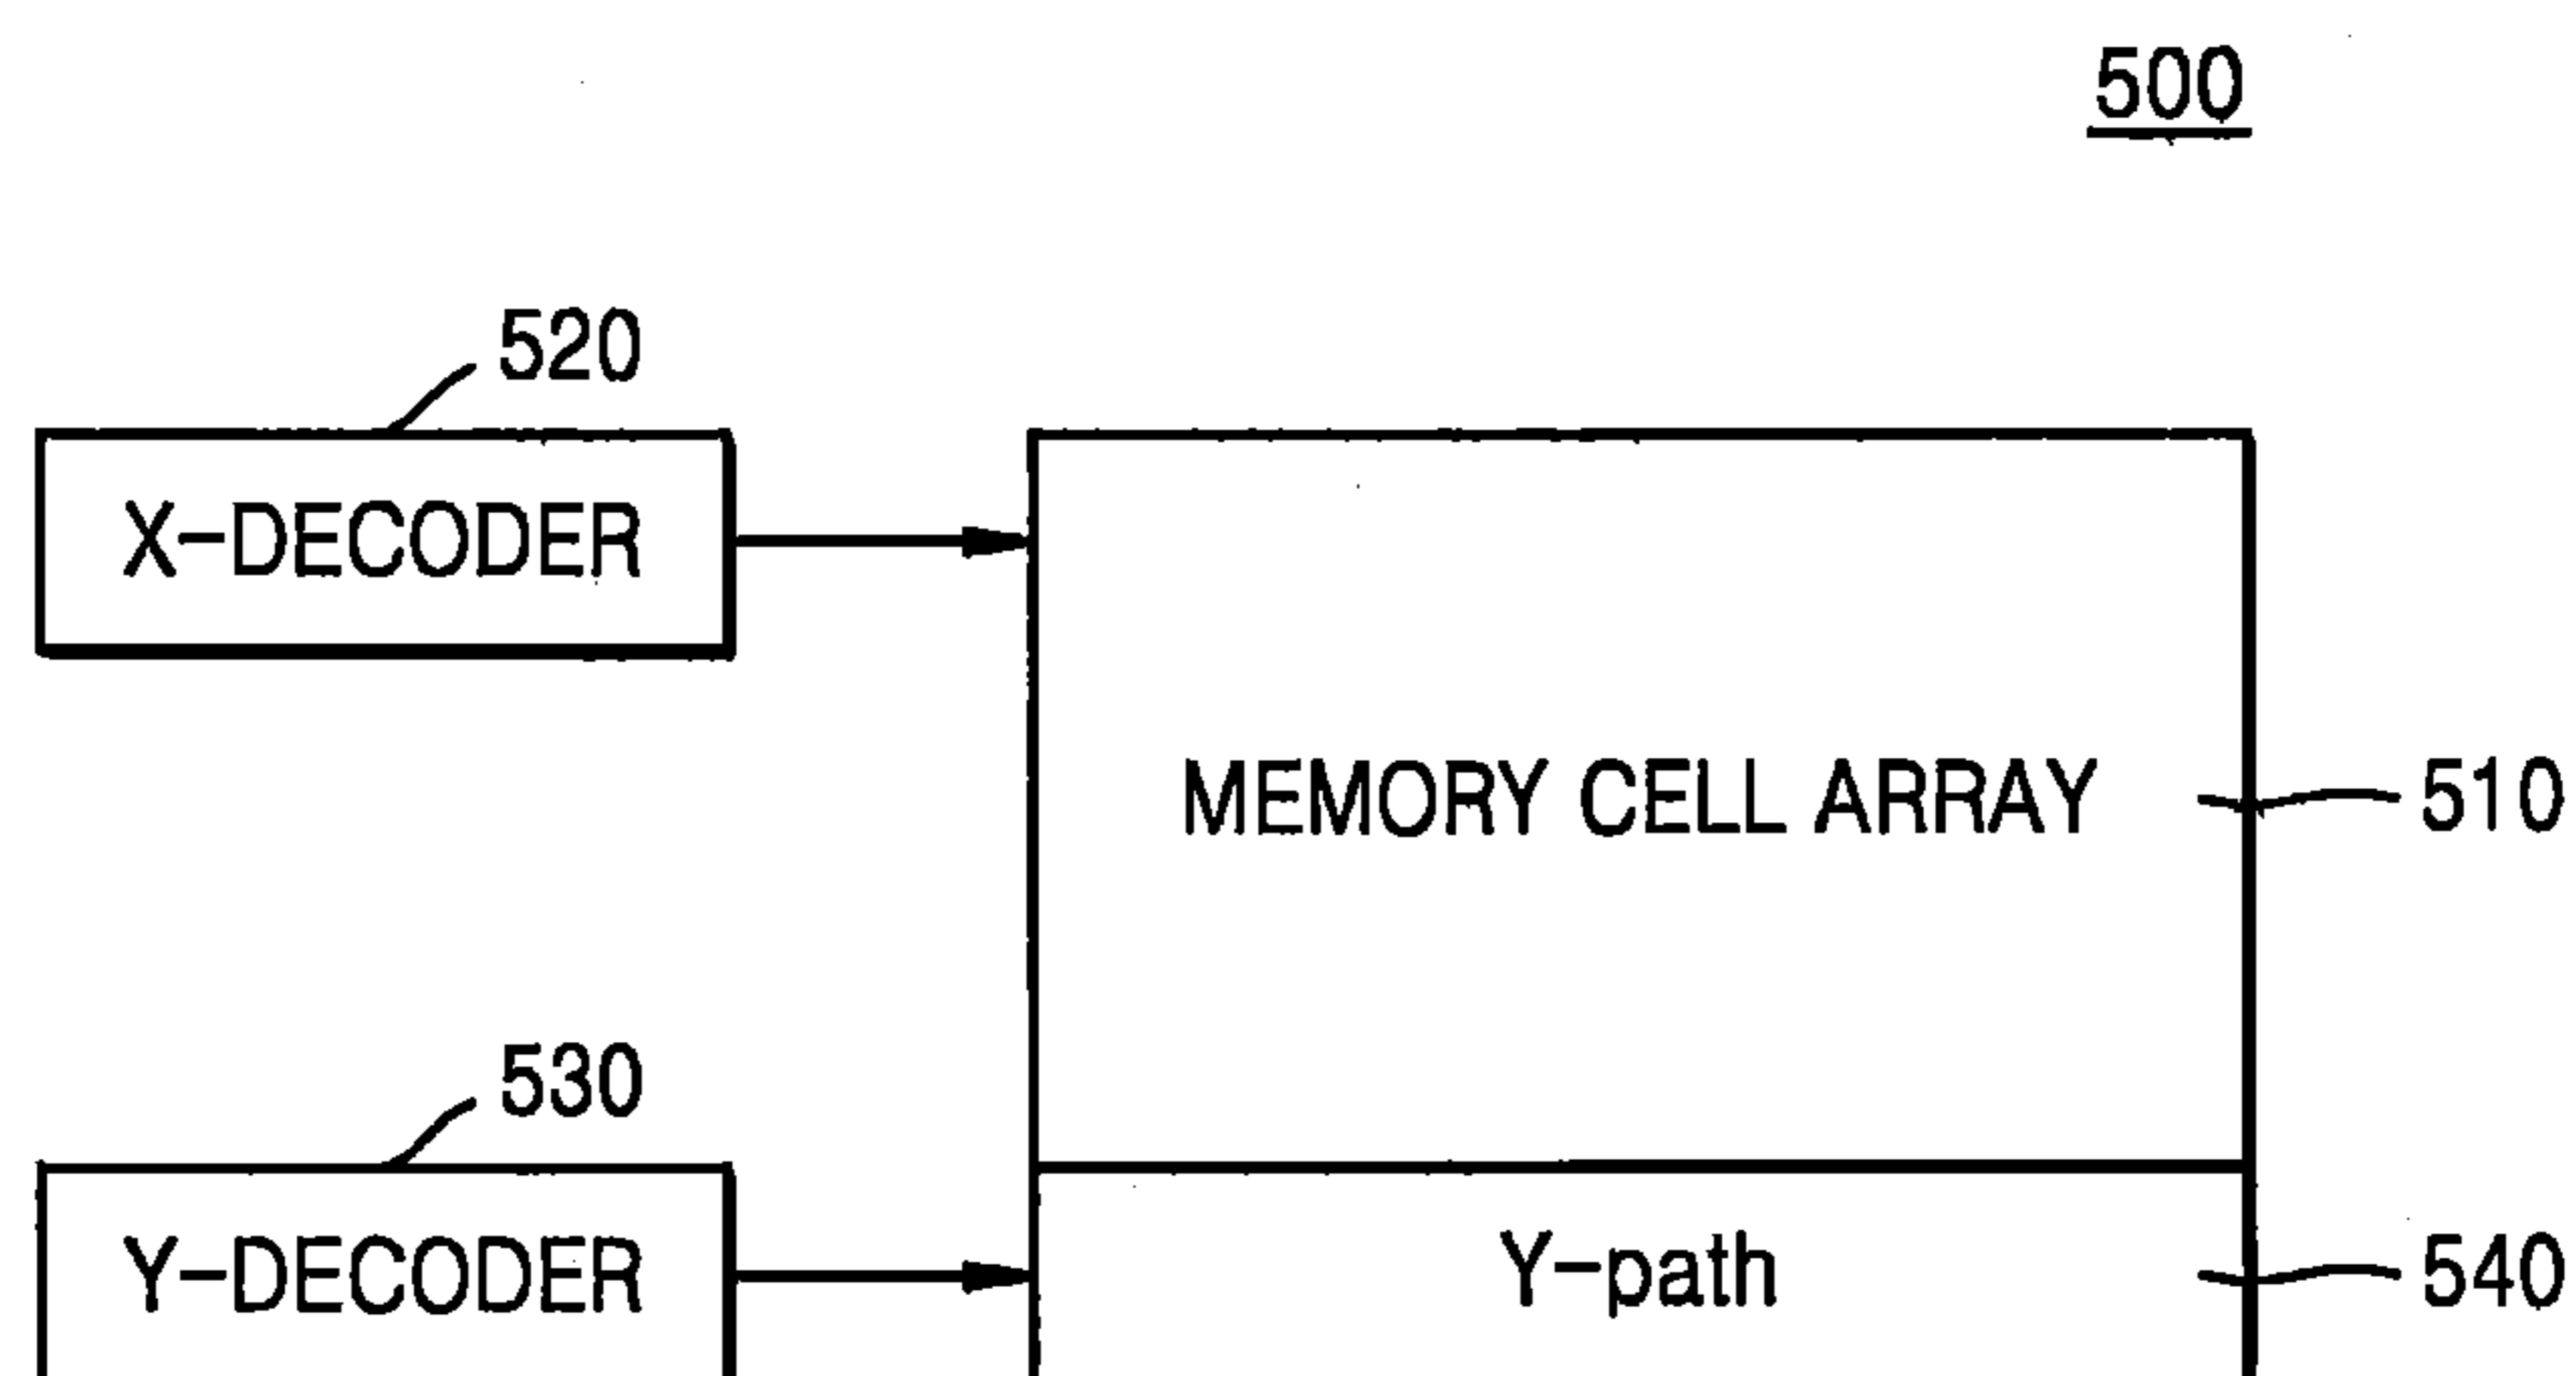 500
520
X-DECODER
MEMORY CELL ARRAY
510
530
Y-DECODER
Y-path
540